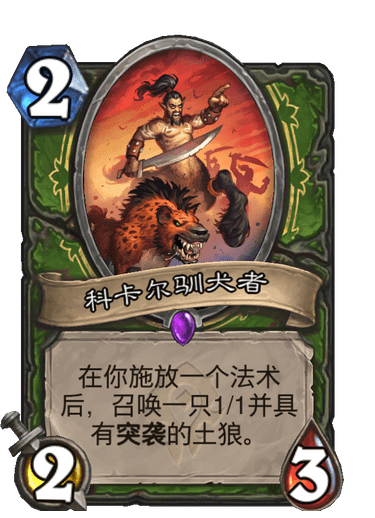 2
科卡尔驯犬者
在你施放一个法术
后，召唤一只1/1并具
有突袭的土狼。
2
3